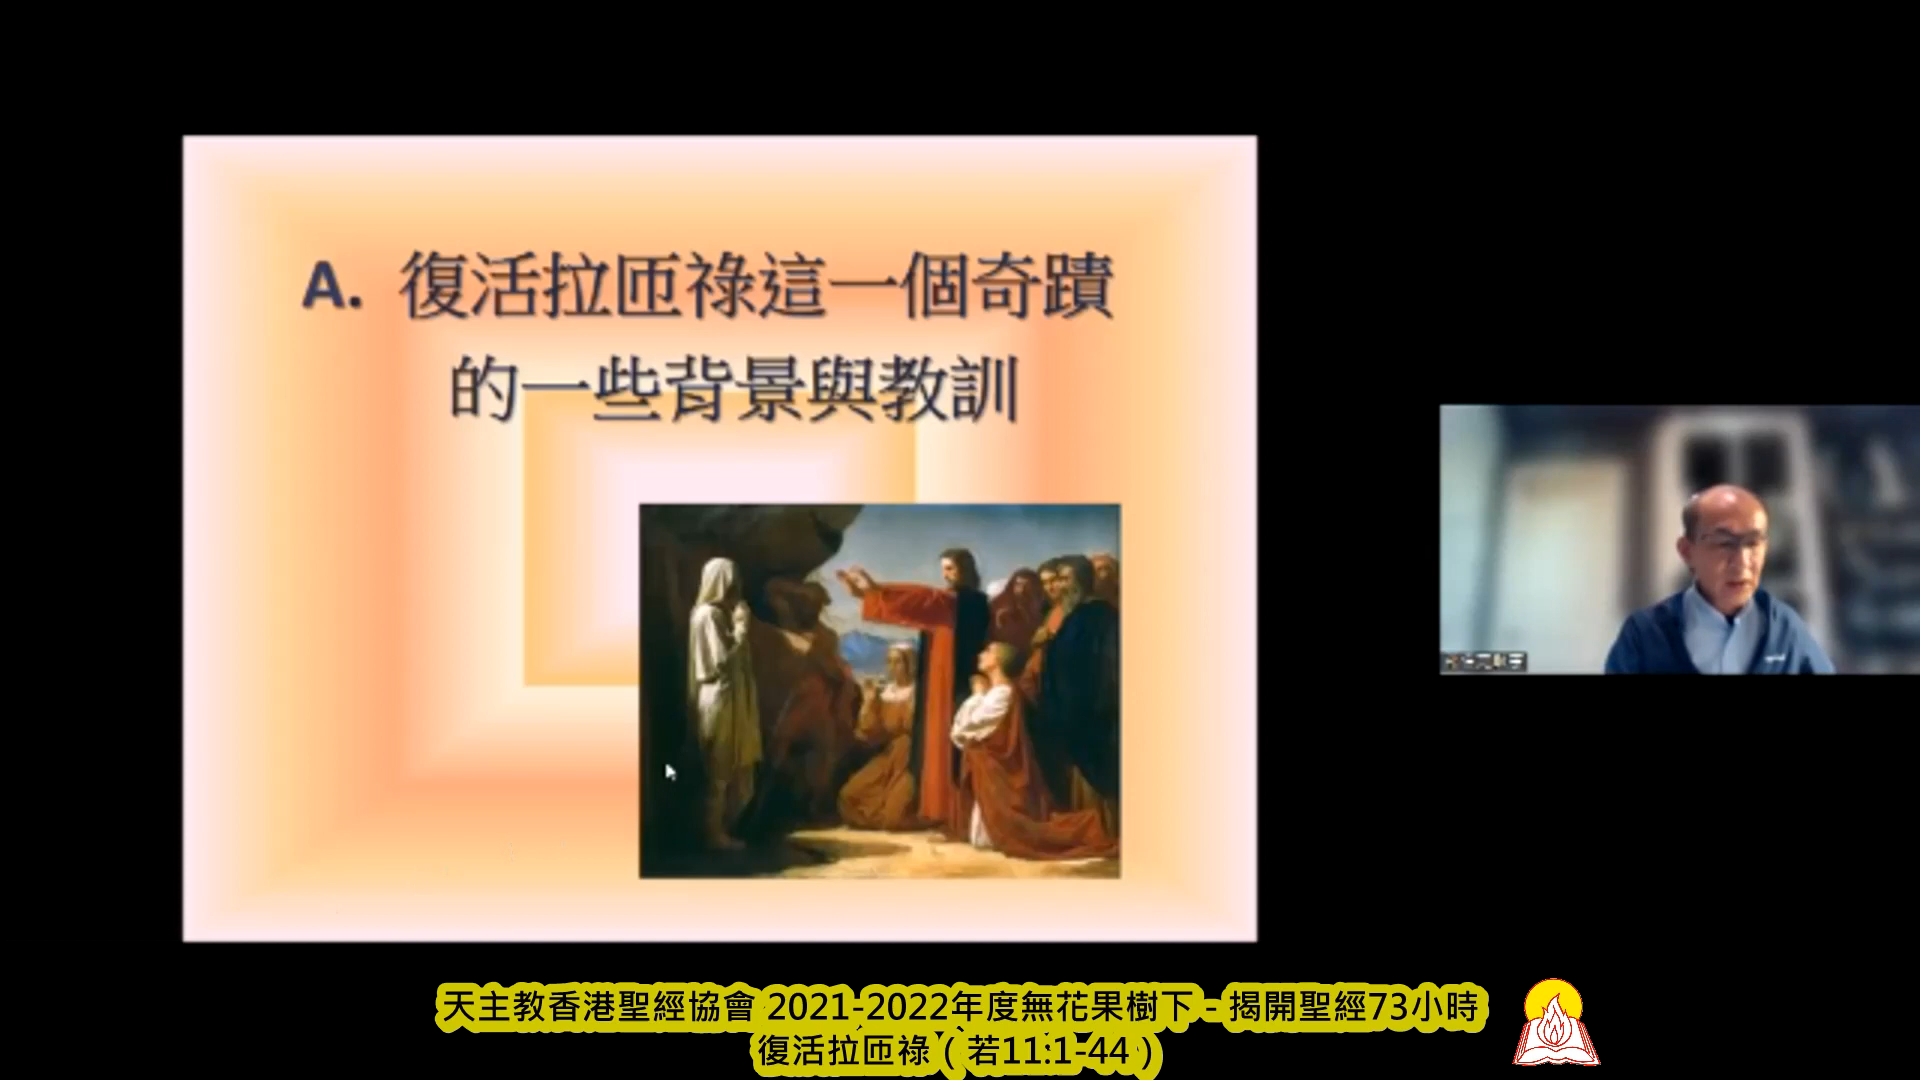 A. 復活拉匝祿這一個奇蹟
的一些背景與教訓
天主教香港聖經協會 2021-2022年度無花果樹下 - 揭開聖經73小時
復活拉匝祿（若11:1-44）